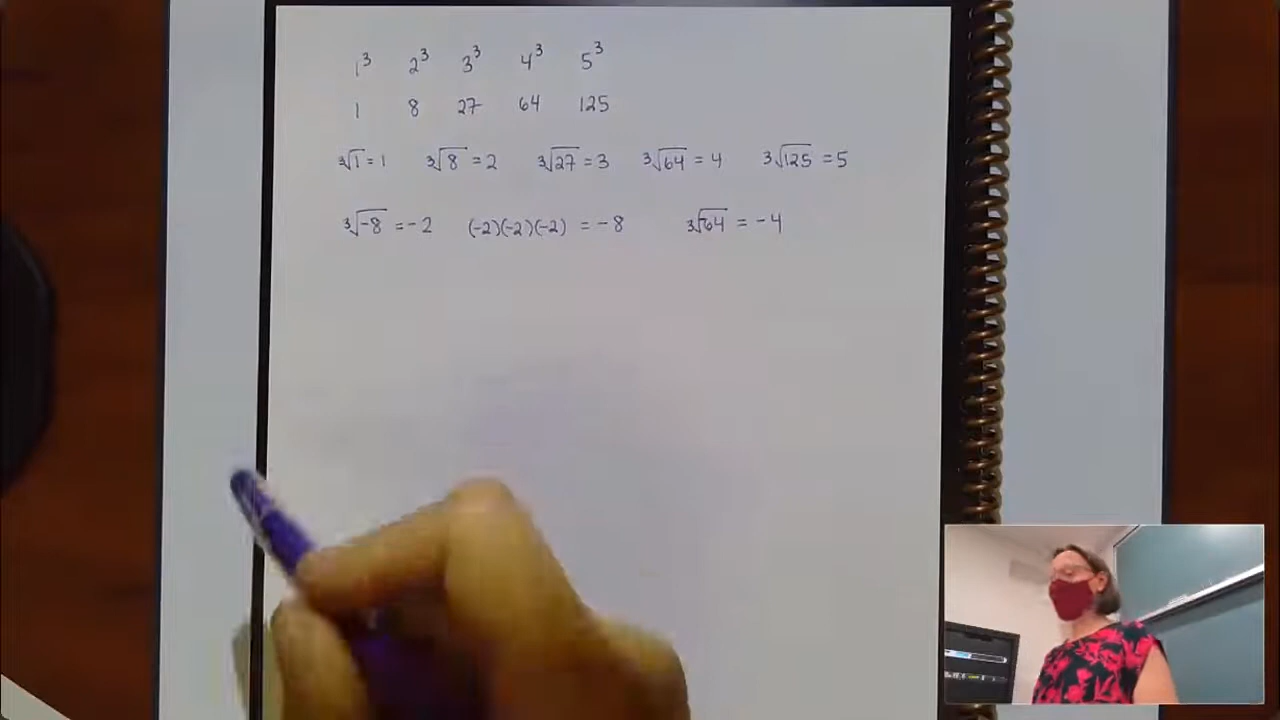 1³ 2³ 3³ 4³ 5³
1 8 27 64 125
∛1 = 1 ∛8 = 2 ∛27 = 3 ∛64 = 4 ∛125 = 5
∛-8 = -2 (-2)(-2)(-2) = -8 ∛64 = -4